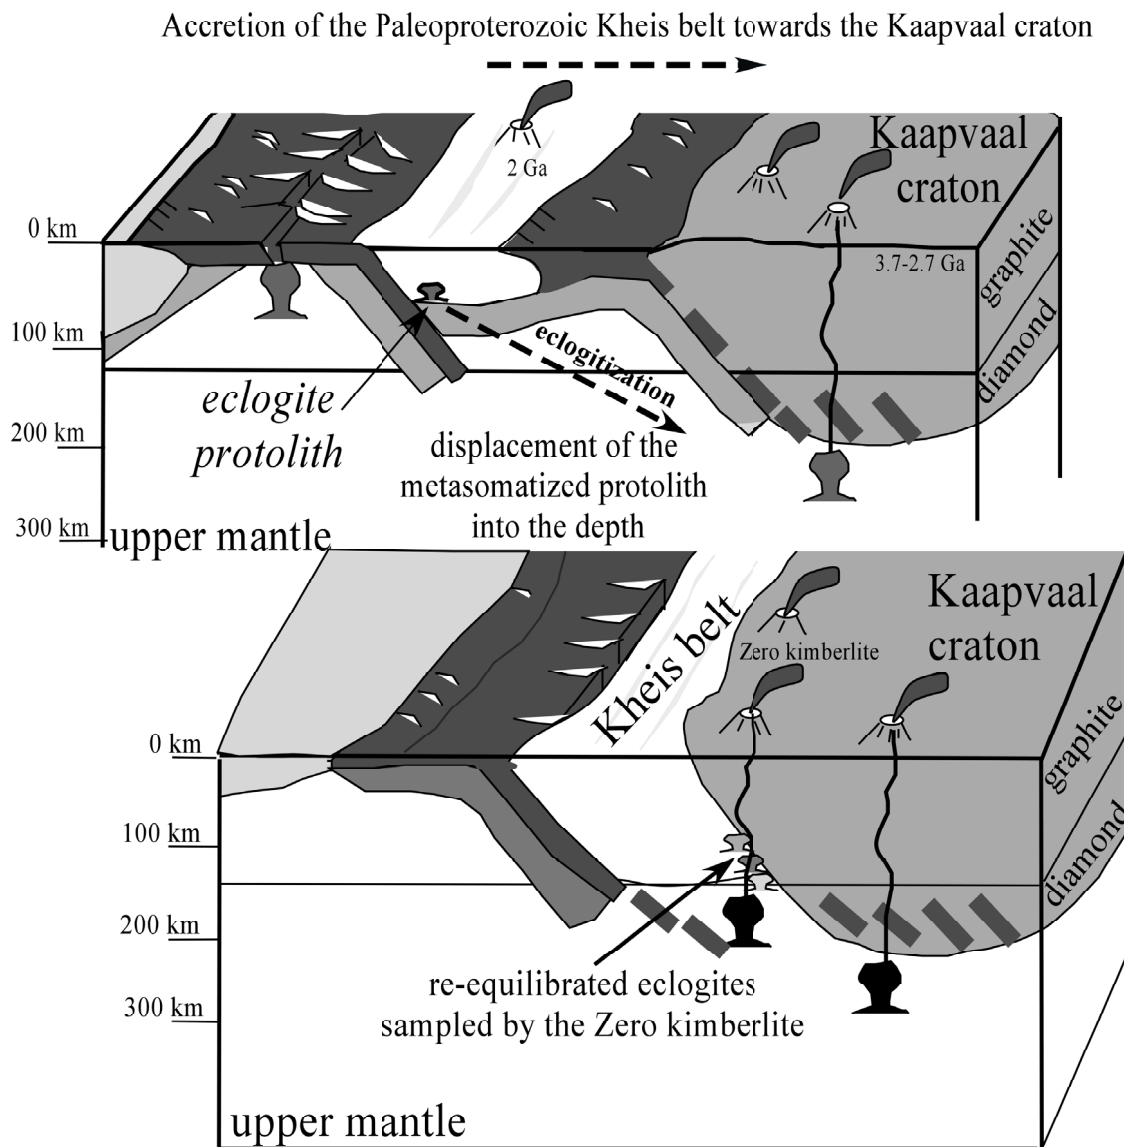 Accretion of the Paleoproterozoic Kheis belt towards the Kaapvaal craton
Kaapvaal
craton
2 Ga
0 km
3.7-2.7 Ga
graphite
diamond
100 km
eclogitization
eclogite
protolith
200 km
displacement of the
metasomatized protolith
into the depth
300 km
upper mantle
Kaapvaal
craton
Kheis belt
Zero kimberlite
0 km
graphite
diamond
100 km
200 km
re-equilibrated eclogites
sampled by the Zero kimberlite
300 km
upper mantle